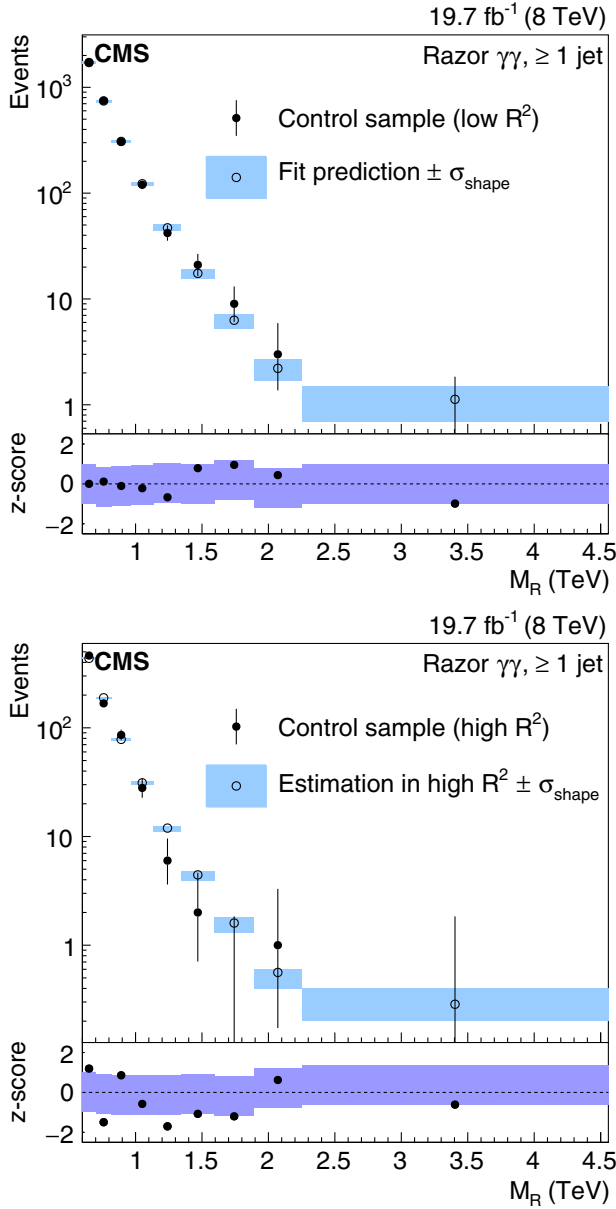 19.7 fb⁻¹ (8 TeV)
CMS
Razor γγ, ≥ 1 jet
Events
10³
10²
10
1
Control sample (low R²)
Fit prediction ± σshape
z-score
2
0
−2
1 1.5 2 2.5 3 3.5 4 4.5
M_R (TeV)
19.7 fb⁻¹ (8 TeV)
CMS
Razor γγ, ≥ 1 jet
Events
10²
10
1
Control sample (high R²)
Estimation in high R² ± σshape
z-score
2
0
−2
1 1.5 2 2.5 3 3.5 4 4.5
M_R (TeV)